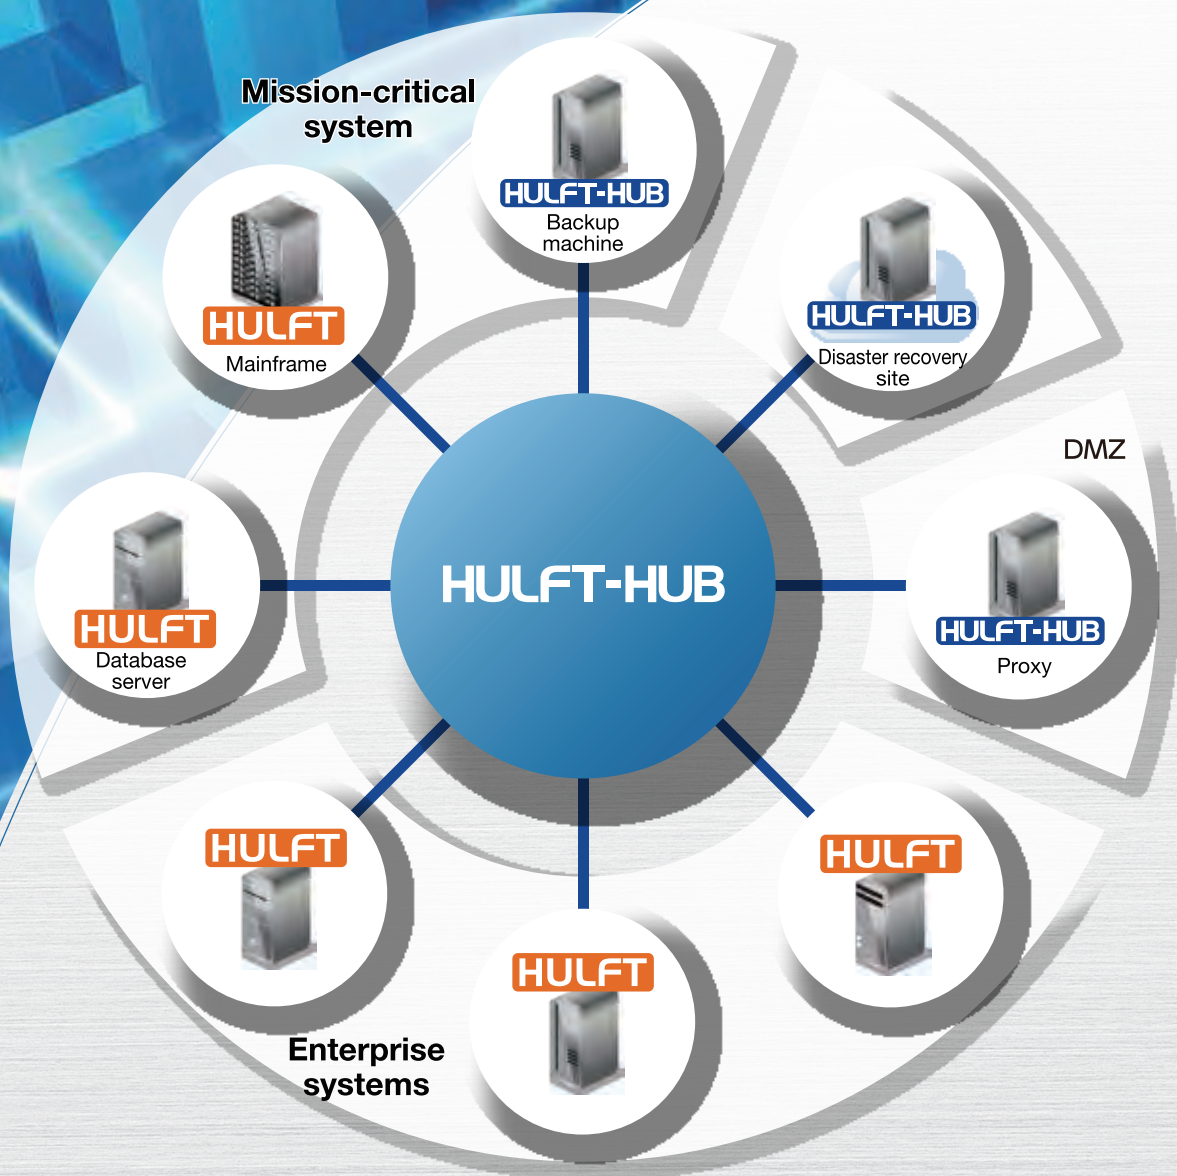 Mission-critical
system
HULFT-HUB
Backup
machine
HULFT
Mainframe
HULFT-HUB
Disaster recovery
site
DMZ
HULFT-HUB
HULFT-HUB
Proxy
HULFT
Database
server
HULFT
HULFT
HULFT
Enterprise
systems